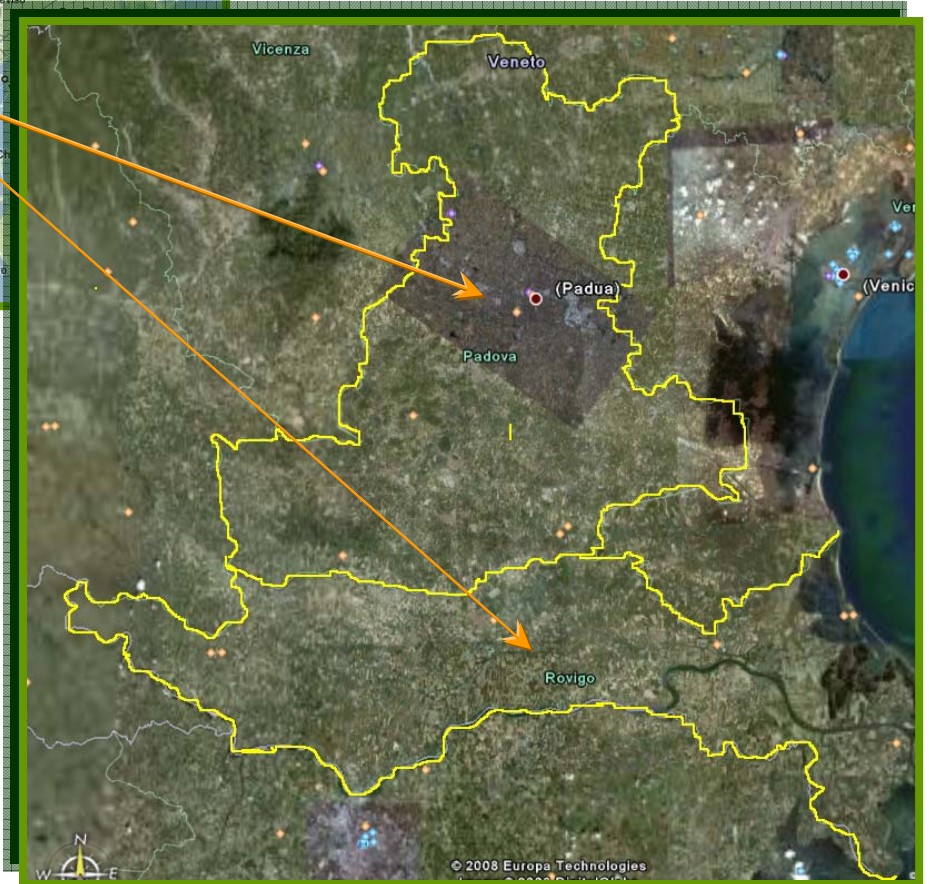 Vicenza
Veneto
(Padua)
(Venic
Padova
Rovigo
N
W E
© 2008 Europa Technologies